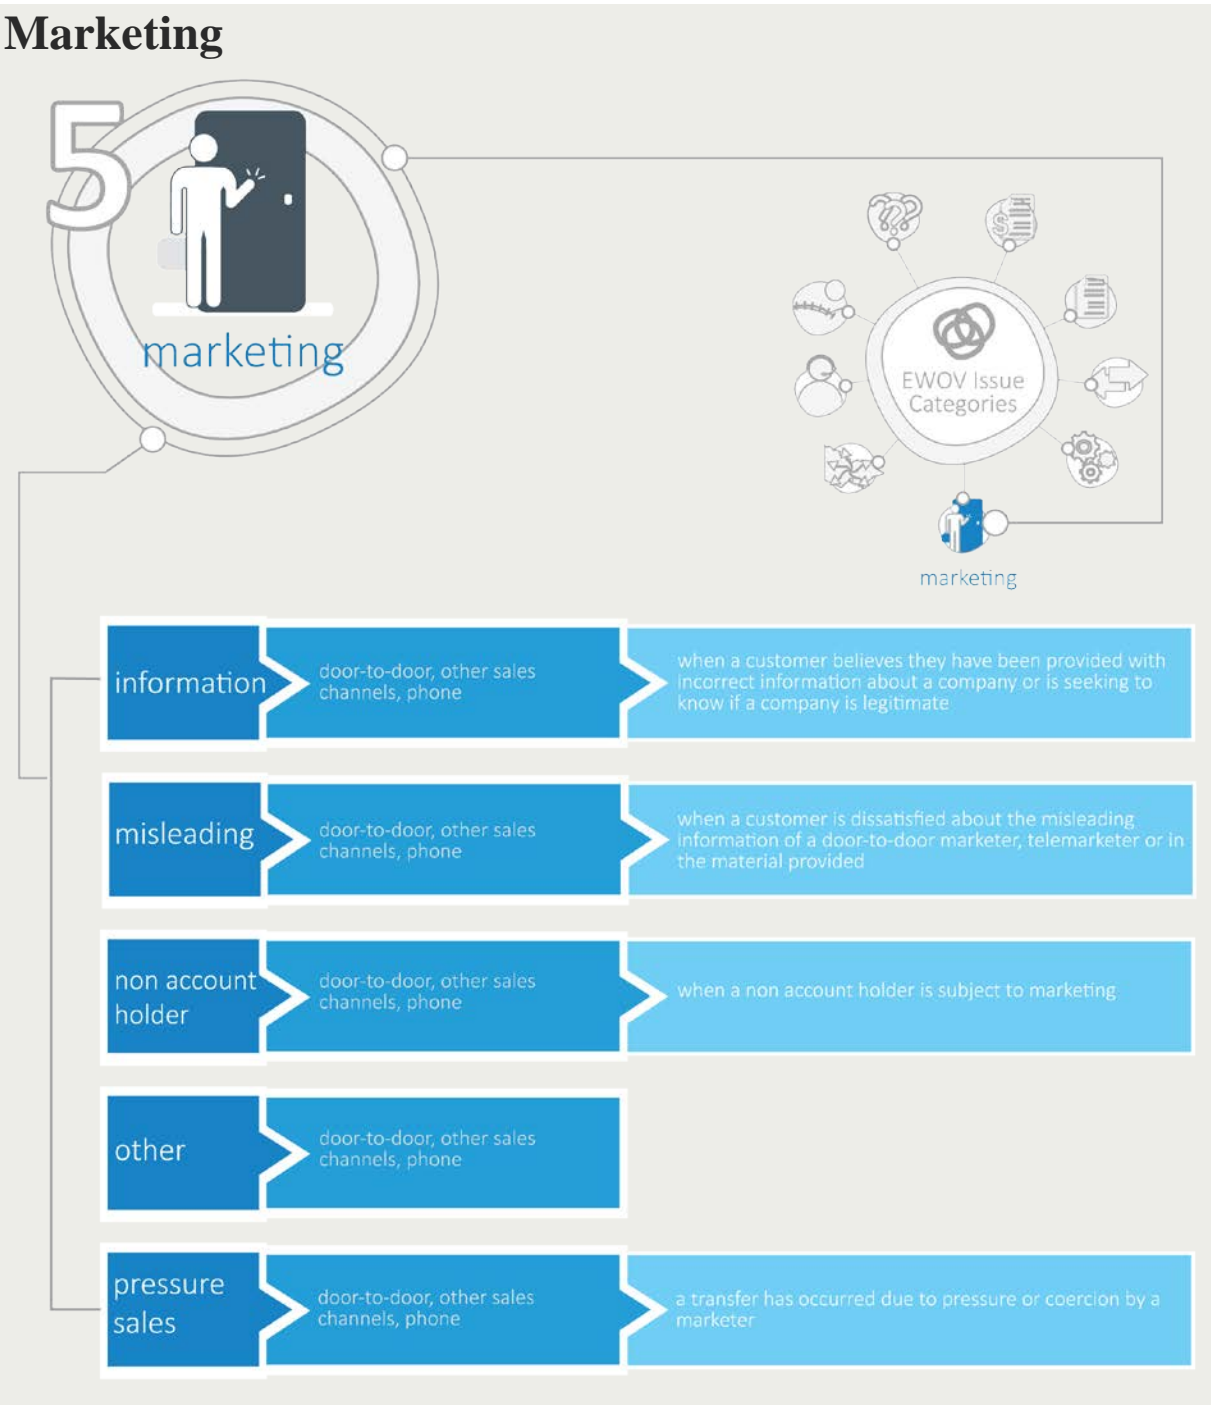 Marketing
5
marketing
EWOV Issue
Categories
marketing
information
door-to-door, other sales
channels, phone
when a customer believes they have been provided with
incorrect information about a company or is seeking to
know if a company is legitimate
misleading
door-to-door, other sales
channels, phone
when a customer is dissatisfied about the misleading
information of a door-to-door marketer, telemarketer or in
the material provided
non account
holder
door-to-door, other sales
channels, phone
when a non account holder is subject to marketing
other
door-to-door, other sales
channels, phone
pressure
sales
door-to-door, other sales
channels, phone
a transfer has occurred due to pressure or coercion by a
marketer